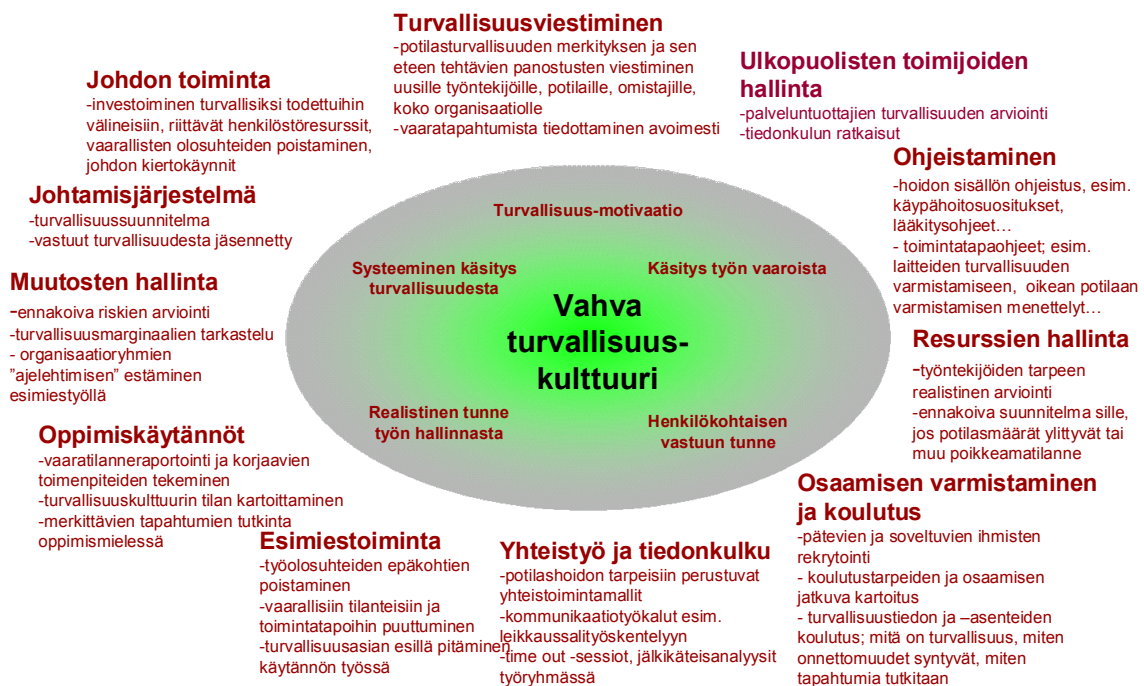 Turvallisuusviestiminen
-potilasturvallisuuden merkityksen ja sen
eteen tehtävien panostusten viestiminen
uusille työntekijöille, potilaille, omistajille,
koko organisaatiolle
-vaaratapahtumista tiedottaminen avoimesti
Ulkopuolisten toimijoiden
hallinta
-palveluntuottajien turvallisuuden arviointi
-tiedonkulun ratkaisut
Johdon toiminta
-investoiminen turvallisiksi todettuihin
välineisiin, riittävät henkilöstöresurssit,
vaarallisten olosuhteiden poistaminen,
johdon kiertokäynnit
Ohjeistaminen
-hoidon sisällön ohjeistus, esim.
käypähoitosuositukset,
lääkitysohjeet…
- toimintatapaohjeet; esim.
laitteiden turvallisuuden
varmistamiseen, oikean potilaan
varmistamisen menettelyt…
Johtamisjärjestelmä
-turvallisuussuunnitelma
-vastuut turvallisuudesta jäsennetty
Turvallisuus-motivaatio
Systeeminen käsitys
turvallisuudesta
Käsitys työn vaaroista
Vahva
turvallisuus-
kulttuuri
Realistinen tunne
työn hallinnasta
Henkilökohtaisen
vastuun tunne
Muutosten hallinta
-ennakoiva riskien arviointi
-turvallisuusmarginaalien tarkastelu
- organisaatioryhmien
”ajelehtimisen” estäminen
esimiestyöllä
Resurssien hallinta
-työntekijöiden tarpeen
realistinen arviointi
-ennakoiva suunnitelma sille,
jos potilasmäärät ylittyvät tai
muu poikkeamatilanne
Oppimiskäytännöt
-vaaratilanneraportointi ja korjaavien
toimenpiteiden tekeminen
-turvallisuuskulttuurin tilan kartoittaminen
-merkittävien tapahtumien tutkinta
oppimismielessä
Esimiestoiminta
-työolosuhteiden epäkohtien
poistaminen
-vaarallisiin tilanteisiin ja
toimintatapoihin puuttuminen
-turvallisuusasian esillä pitäminen
käytännön työssä
Yhteistyö ja tiedonkulku
-potilashoidon tarpeisiin perustuvat
yhteistoimintamallit
-kommunikaatiotyökalut esim.
leikkaussalityöskentelyyn
-time out -sessiot, jälkikäteisanalyysit
työryhmässä
Osaamisen varmistaminen
ja koulutus
-pätevien ja soveltuvien ihmisten
rekrytointi
- koulutustarpeiden ja osaamisen
jatkuva kartoitus
- turvallisuustiedon ja –asenteiden
koulutus; mitä on turvallisuus, miten
onnettomuudet syntyvät, miten
tapahtumia tutkitaan